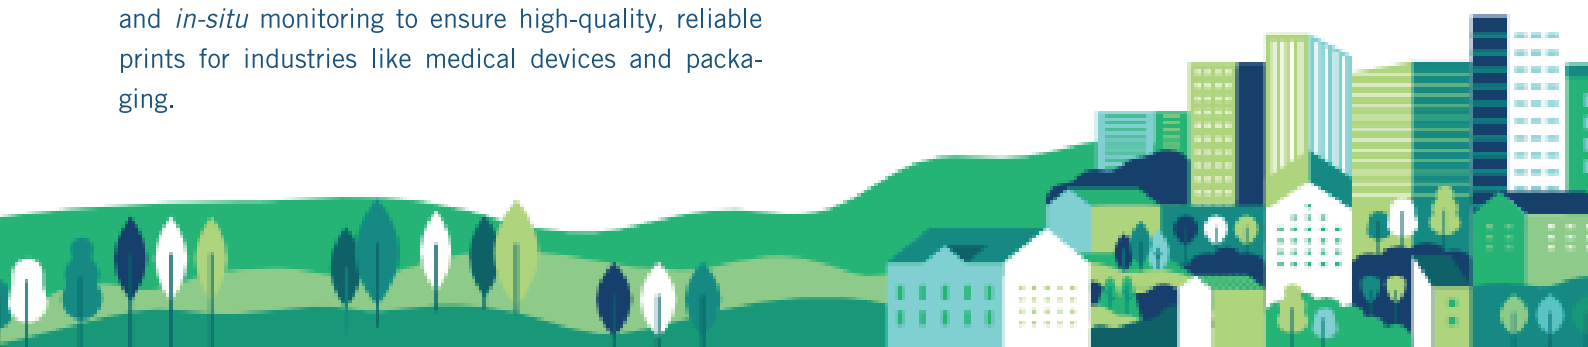 and in-situ monitoring to ensure high-quality, reliable
prints for industries like medical devices and packa-
ging.